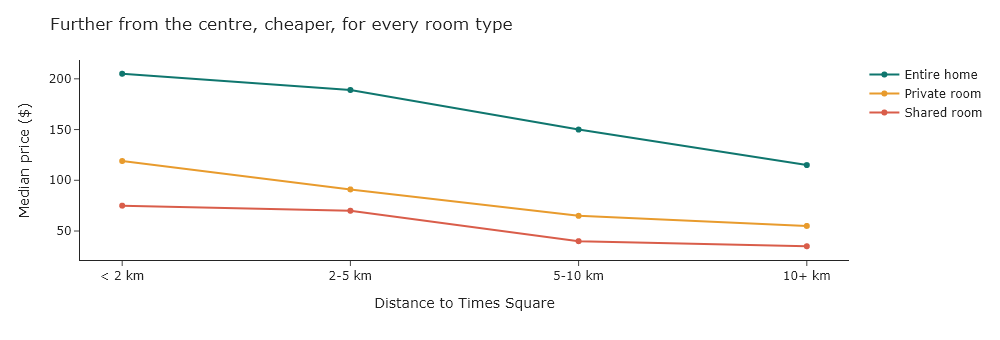 Further from the centre, cheaper, for every room type
Median price ($)
200
150
100
50
< 2 km
2-5 km
5-10 km
10+ km
Distance to Times Square
Entire home
Private room
Shared room